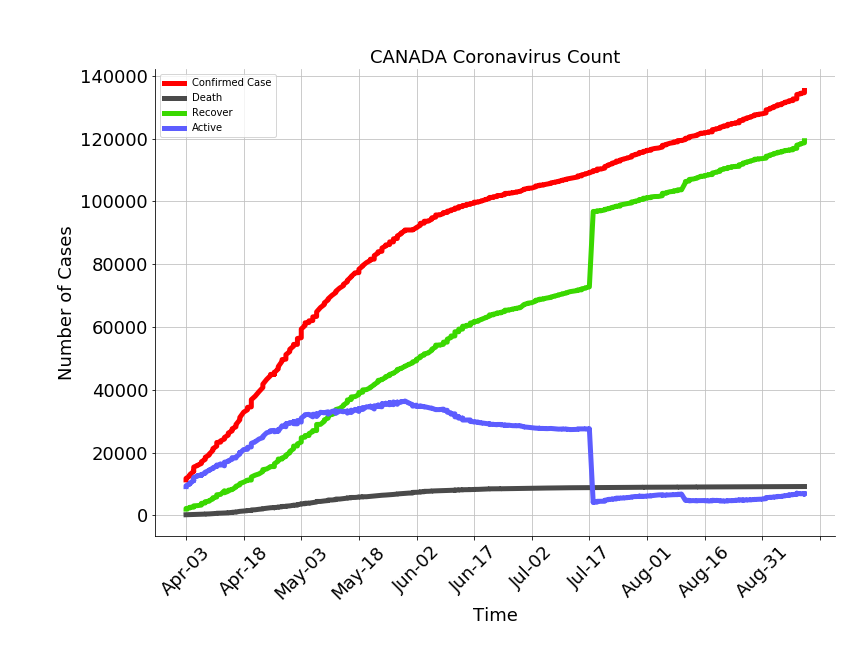 CANADA Coronavirus Count
Confirmed Case
Death
Recover
Active
Number of Cases
140000
120000
100000
80000
60000
40000
20000
0
Apr-03
Apr-18
May-03
May-18
Jun-02
Jun-17
Jul-02
Jul-17
Aug-01
Aug-16
Aug-31
Time